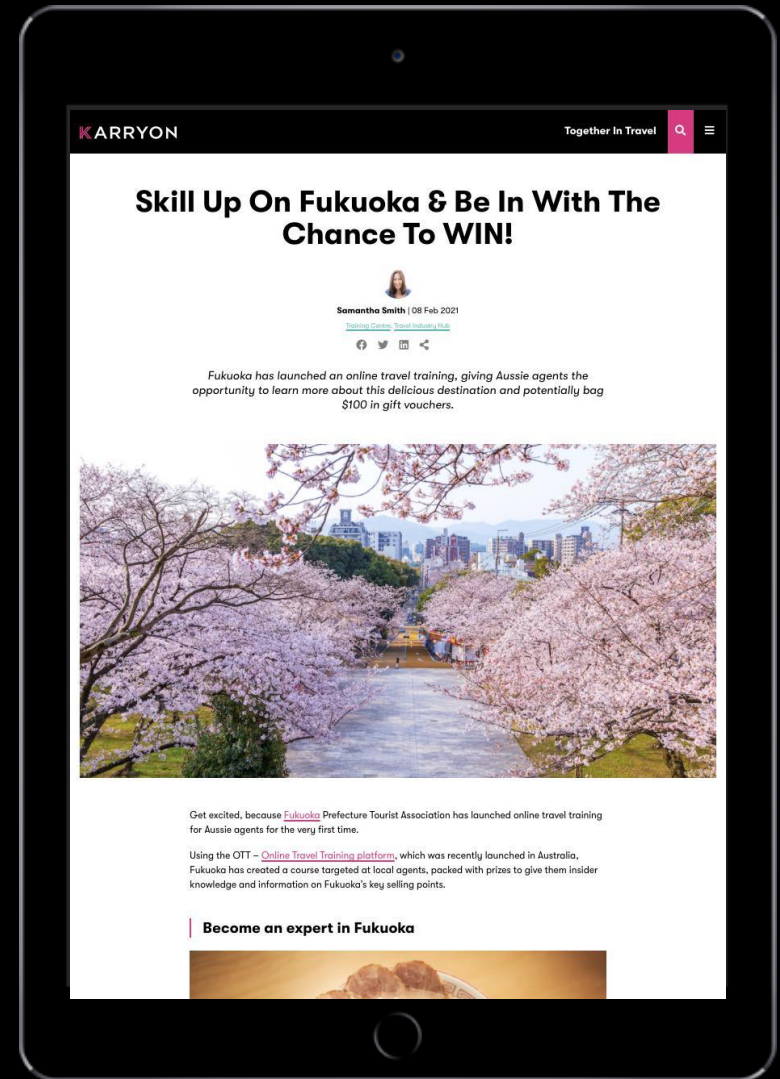 KARRYON
Together In Travel
Skill Up On Fukuoka & Be In With The
Chance To WIN!
Samantha Smith | 08 Feb 2021
Training Centre, Travel Industry Hub
Fukuoka has launched an online travel training, giving Aussie agents the
opportunity to learn more about this delicious destination and potentially bag
$100 in gift vouchers.
Get excited, because Fukuoka Prefecture Tourist Association has launched online travel training
for Aussie agents for the very first time.
Using the OTT – Online Travel Training platform, which was recently launched in Australia,
Fukuoka has created a course targeted at local agents, packed with prizes to give them insider
knowledge and information on Fukuoka's key selling points.
Become an expert in Fukuoka